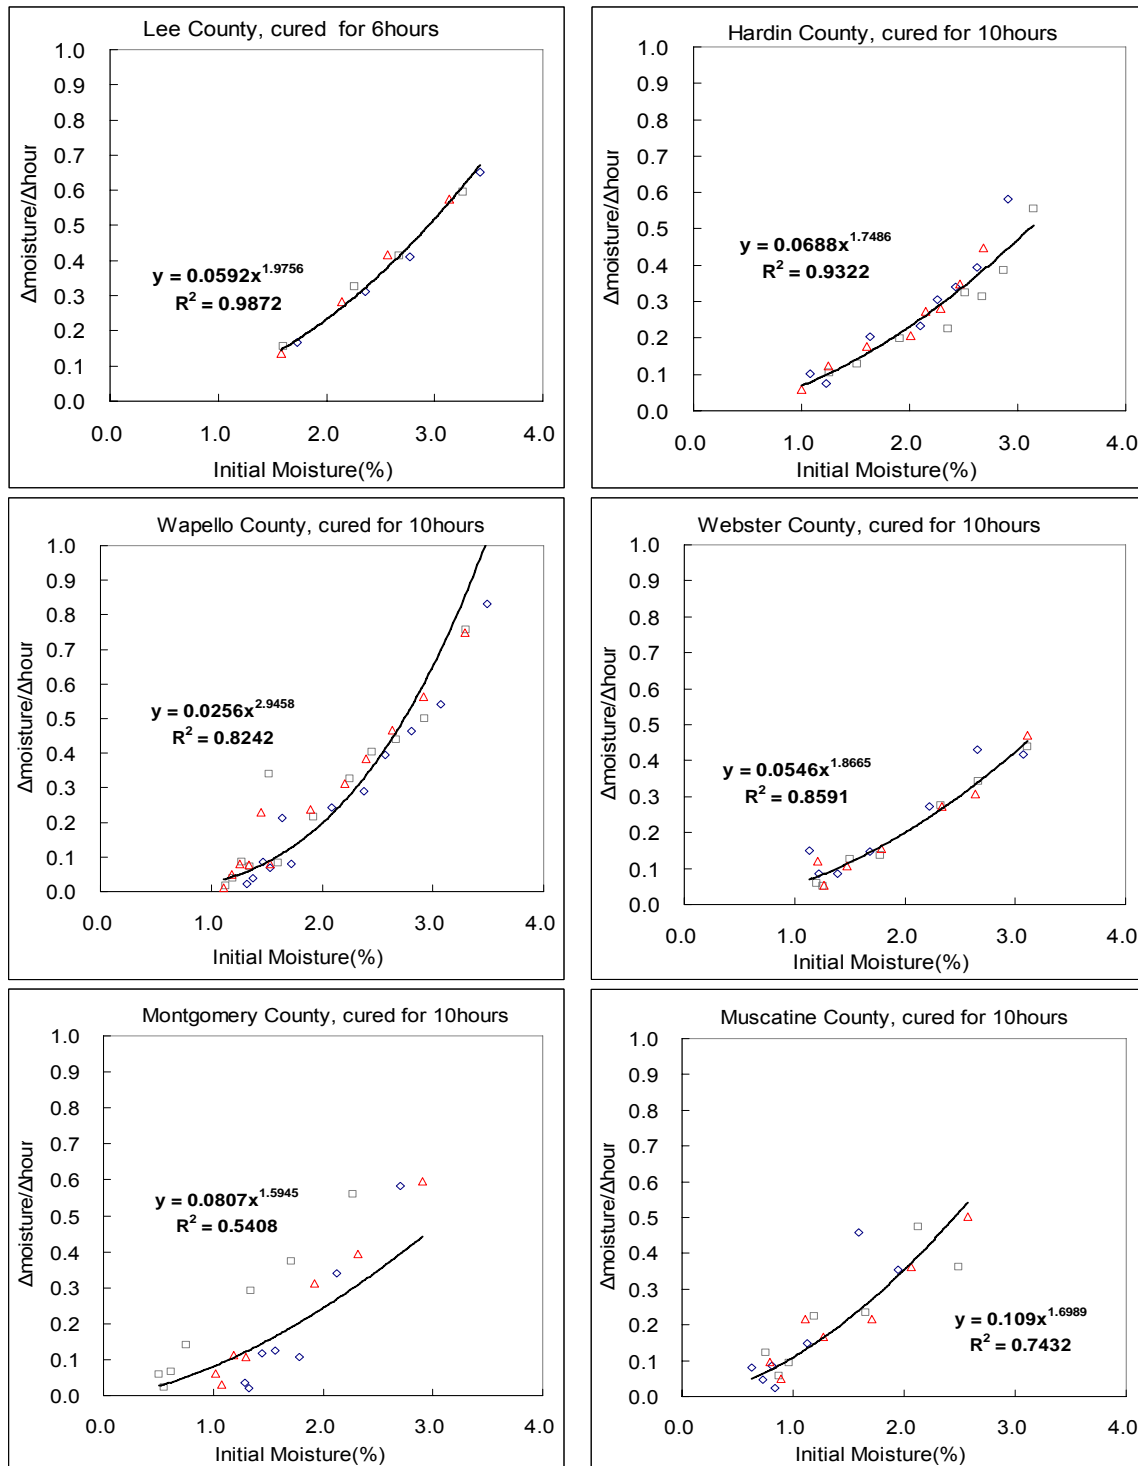 Lee County, cured for 6hours
Δmoisture/Δhour
1.0
0.9
0.8
0.7
0.6
0.5
0.4
0.3
0.2
0.1
0.0
y = 0.0592x^1.9756
R² = 0.9872
0.0 1.0 2.0 3.0 4.0
Initial Moisture(%)
Hardin County, cured for 10hours
Δmoisture/Δhour
1.0
0.9
0.8
0.7
0.6
0.5
0.4
0.3
0.2
0.1
0.0
y = 0.0688x^1.7486
R² = 0.9322
0.0 1.0 2.0 3.0 4.0
Initial Moisture(%)
Wapello County, cured for 10hours
Δmoisture/Δhour
1.0
0.9
0.8
0.7
0.6
0.5
0.4
0.3
0.2
0.1
0.0
y = 0.0256x^2.9458
R² = 0.8242
0.0 1.0 2.0 3.0 4.0
Initial Moisture(%)
Webster County, cured for 10hours
Δmoisture/Δhour
1.0
0.9
0.8
0.7
0.6
0.5
0.4
0.3
0.2
0.1
0.0
y = 0.0546x^1.8665
R² = 0.8591
0.0 1.0 2.0 3.0 4.0
Initial Moisture(%)
Montgomery County, cured for 10hours
Δmoisture/Δhour
1.0
0.9
0.8
0.7
0.6
0.5
0.4
0.3
0.2
0.1
0.0
y = 0.0807x^1.5945
R² = 0.5408
0.0 1.0 2.0 3.0 4.0
Initial Moisture(%)
Muscatine County, cured for 10hours
Δmoisture/Δhour
1.0
0.9
0.8
0.7
0.6
0.5
0.4
0.3
0.2
0.1
0.0
y = 0.109x^1.6989
R² = 0.7432
0.0 1.0 2.0 3.0 4.0
Initial Moisture(%)